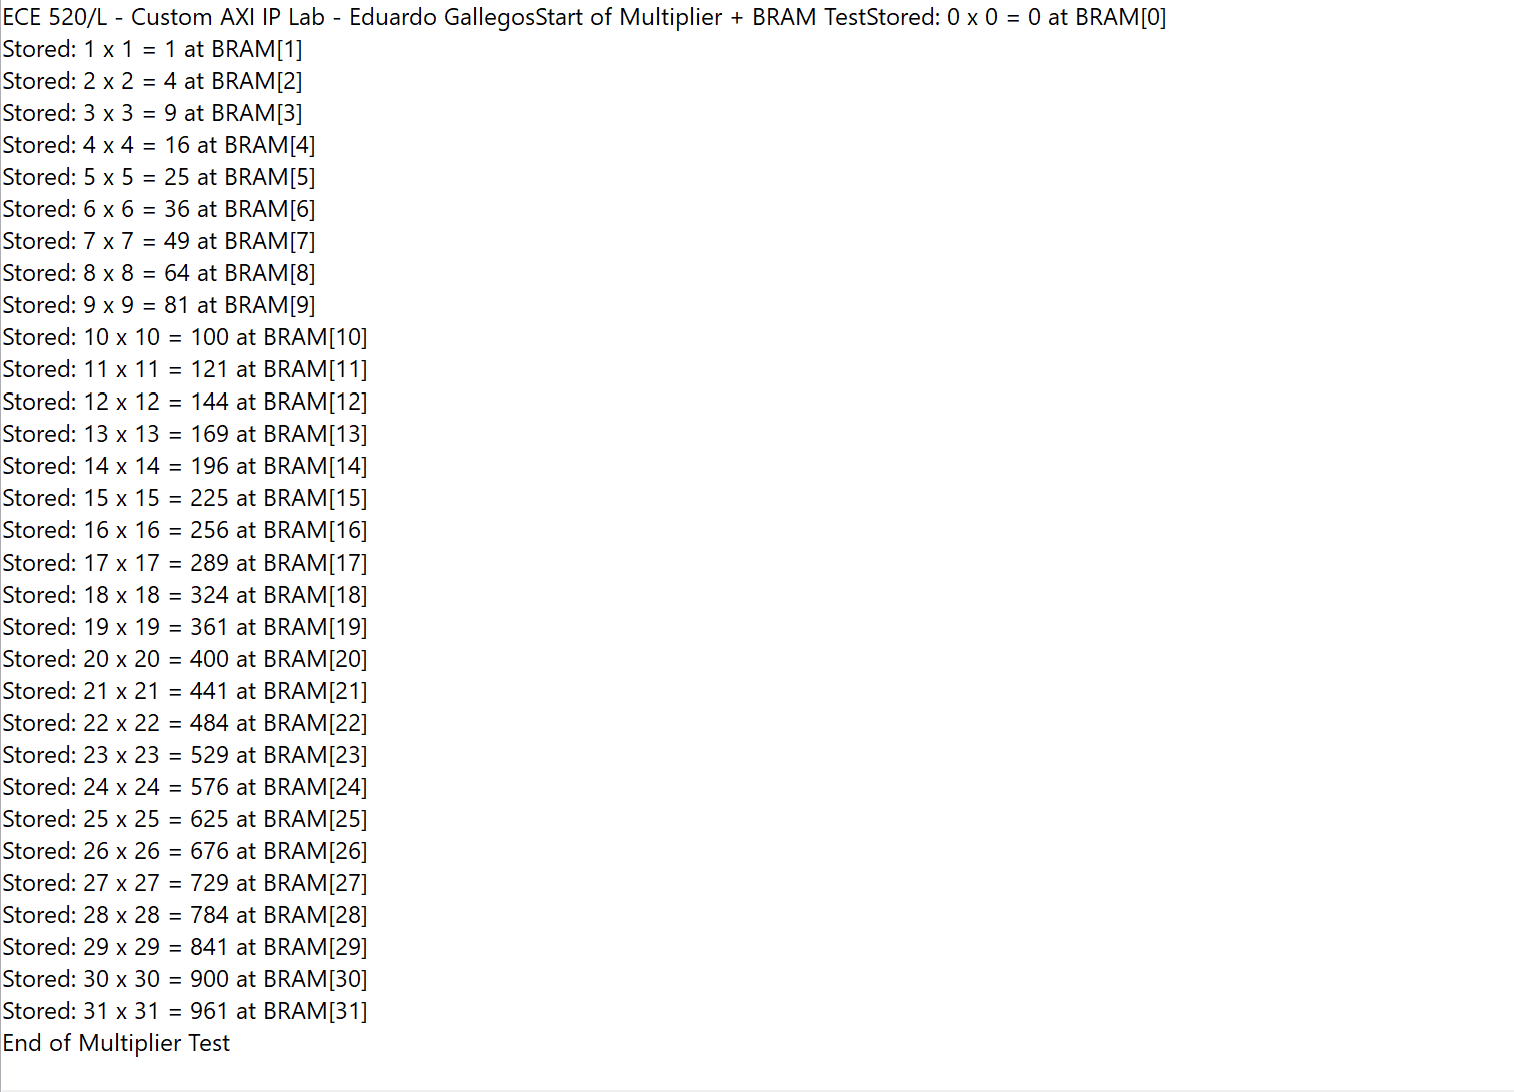 ECE 520/L - Custom AXI IP Lab - Eduardo GallegosStart of Multiplier + BRAM TestStored: 0 x 0 = 0 at BRAM[0]
Stored: 1 x 1 = 1 at BRAM[1]
Stored: 2 x 2 = 4 at BRAM[2]
Stored: 3 x 3 = 9 at BRAM[3]
Stored: 4 x 4 = 16 at BRAM[4]
Stored: 5 x 5 = 25 at BRAM[5]
Stored: 6 x 6 = 36 at BRAM[6]
Stored: 7 x 7 = 49 at BRAM[7]
Stored: 8 x 8 = 64 at BRAM[8]
Stored: 9 x 9 = 81 at BRAM[9]
Stored: 10 x 10 = 100 at BRAM[10]
Stored: 11 x 11 = 121 at BRAM[11]
Stored: 12 x 12 = 144 at BRAM[12]
Stored: 13 x 13 = 169 at BRAM[13]
Stored: 14 x 14 = 196 at BRAM[14]
Stored: 15 x 15 = 225 at BRAM[15]
Stored: 16 x 16 = 256 at BRAM[16]
Stored: 17 x 17 = 289 at BRAM[17]
Stored: 18 x 18 = 324 at BRAM[18]
Stored: 19 x 19 = 361 at BRAM[19]
Stored: 20 x 20 = 400 at BRAM[20]
Stored: 21 x 21 = 441 at BRAM[21]
Stored: 22 x 22 = 484 at BRAM[22]
Stored: 23 x 23 = 529 at BRAM[23]
Stored: 24 x 24 = 576 at BRAM[24]
Stored: 25 x 25 = 625 at BRAM[25]
Stored: 26 x 26 = 676 at BRAM[26]
Stored: 27 x 27 = 729 at BRAM[27]
Stored: 28 x 28 = 784 at BRAM[28]
Stored: 29 x 29 = 841 at BRAM[29]
Stored: 30 x 30 = 900 at BRAM[30]
Stored: 31 x 31 = 961 at BRAM[31]
End of Multiplier Test